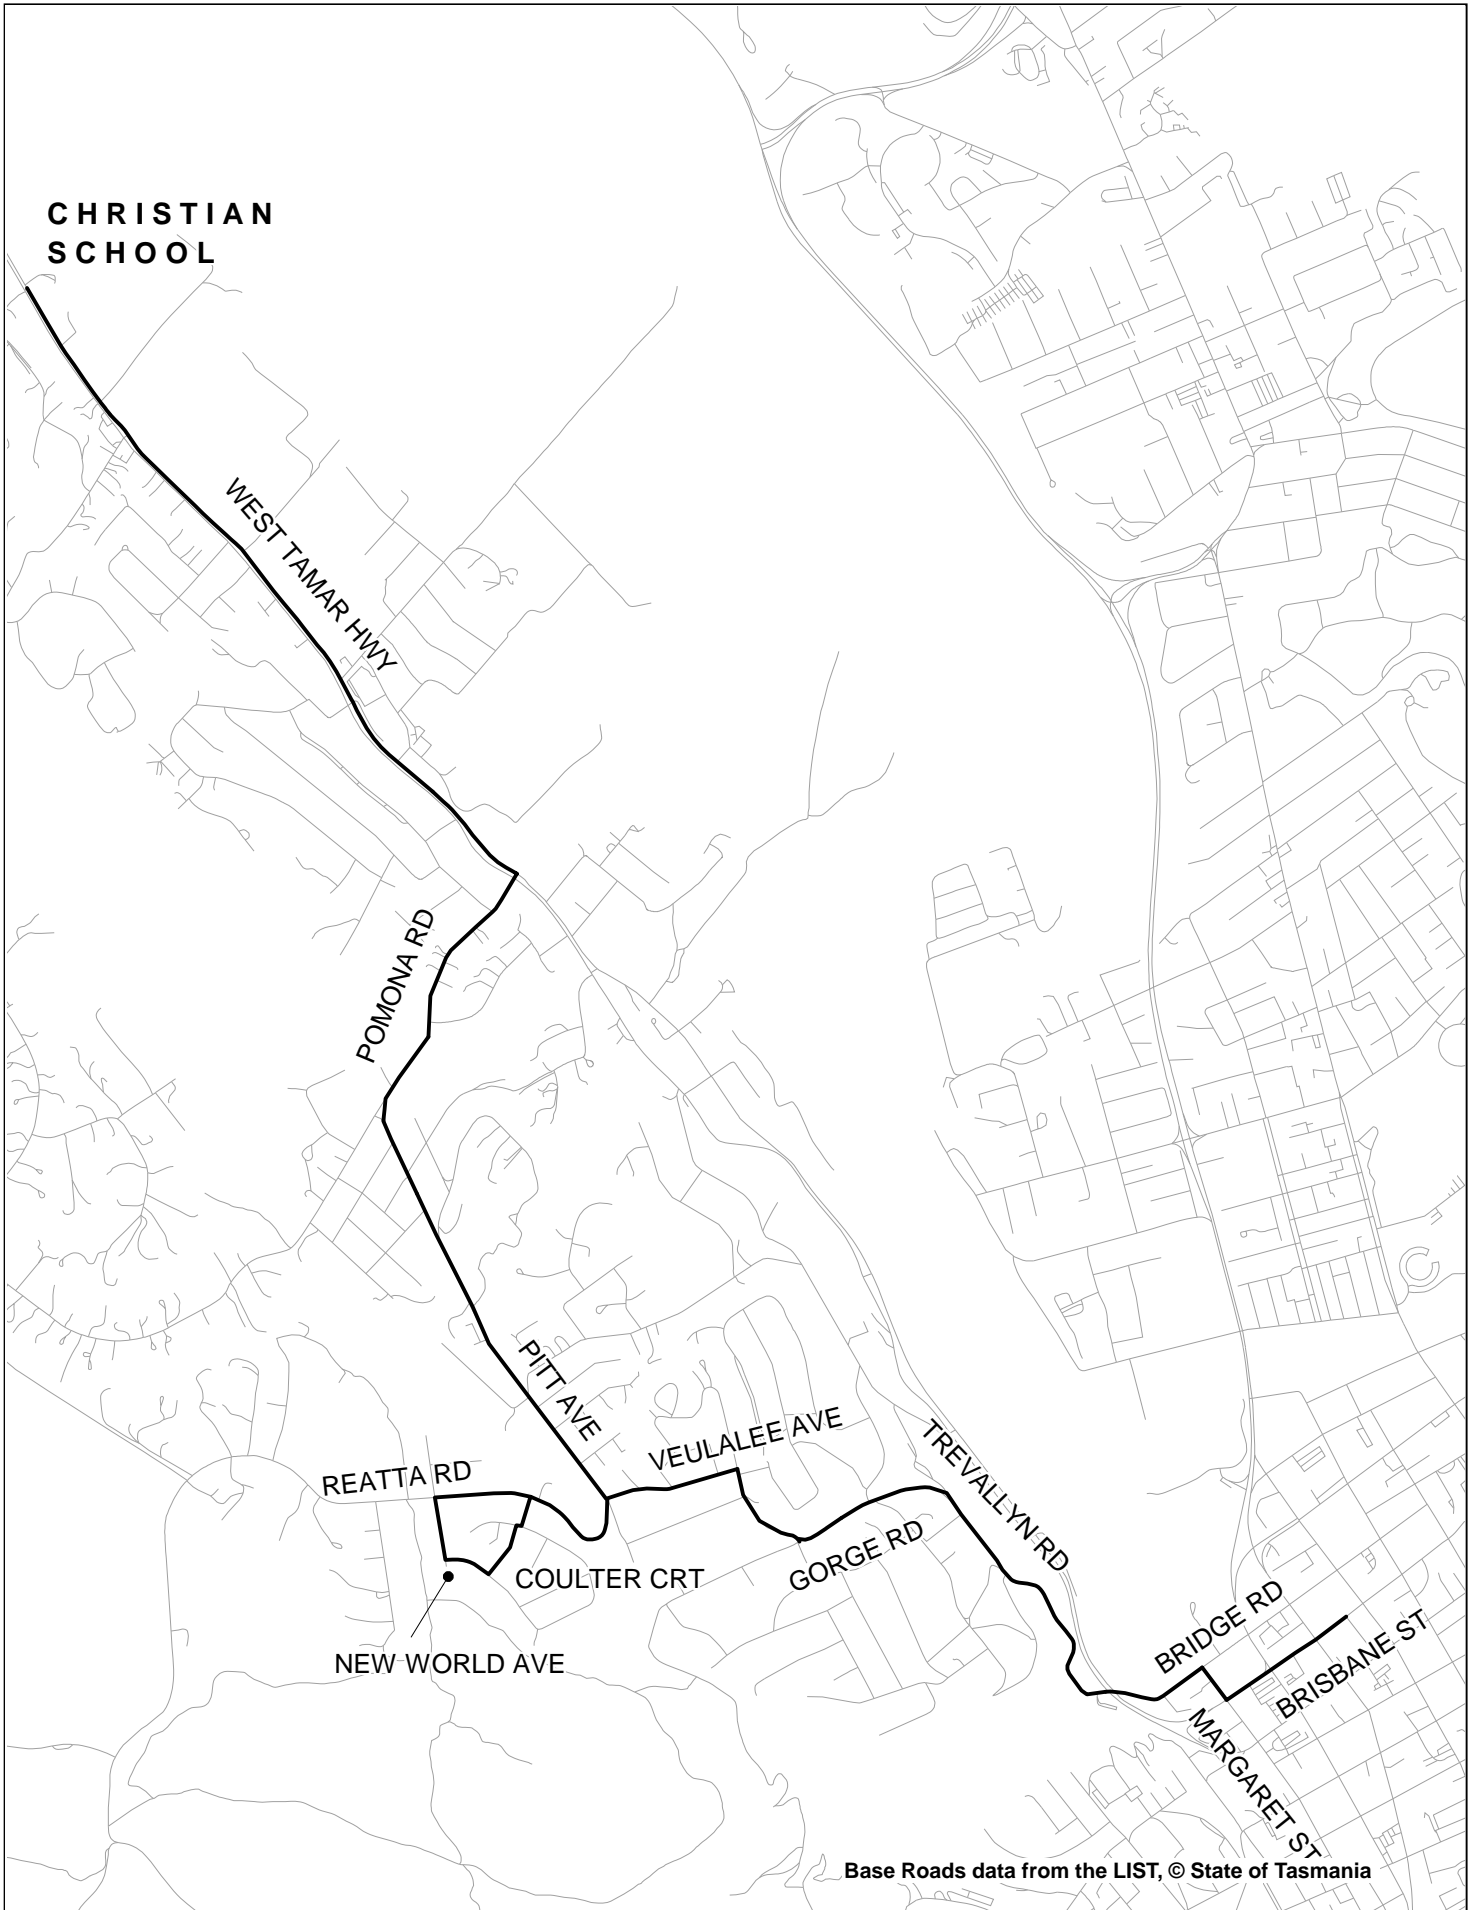 CHRISTIAN
SCHOOL
WEST TAMAR HWY
POMONA RD
PITT AVE
VEULALEE AVE
TREVALLYN RD
REATTA RD
GORGE RD
COULTER CRT
BRIDGE RD
BRISBANE ST
NEW WORLD AVE
MARGARET ST
Base Roads data from the LIST, © State of Tasmania